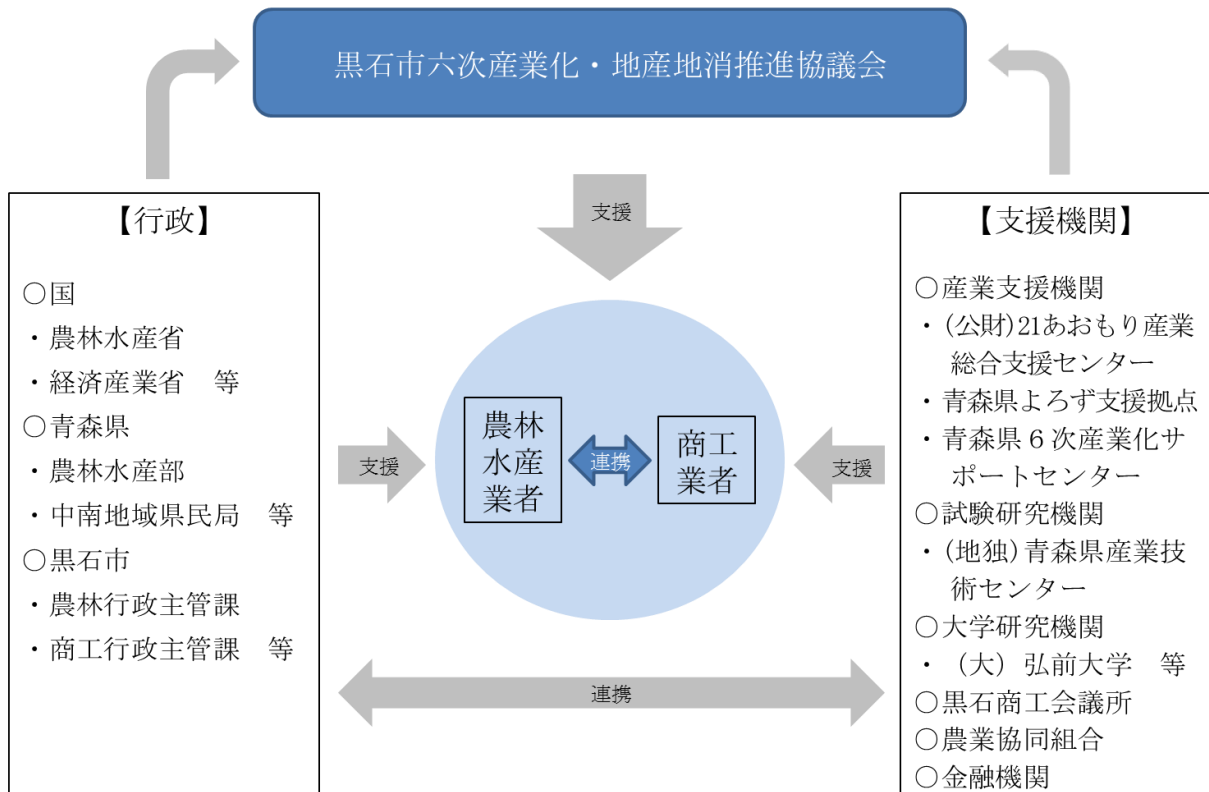 黒石市六次産業化・地産地消推進協議会
支援
【行政】
○国
・農林水産省
・経済産業省　等
○青森県
・農林水産部
・中南地域県民局　等
○黒石市
・農林行政主管課
・商工行政主管課　等
支援
農林
水産
業者
連携
商工
業者
支援
連携
【支援機関】
○産業支援機関
・(公財)21あおもり産業
総合支援センター
・青森県よろず支援拠点
・青森県６次産業化サ
ポートセンター
○試験研究機関
・(地独)青森県産業技
術センター
○大学研究機関
・（大）弘前大学　等
○黒石商工会議所
○農業協同組合
○金融機関